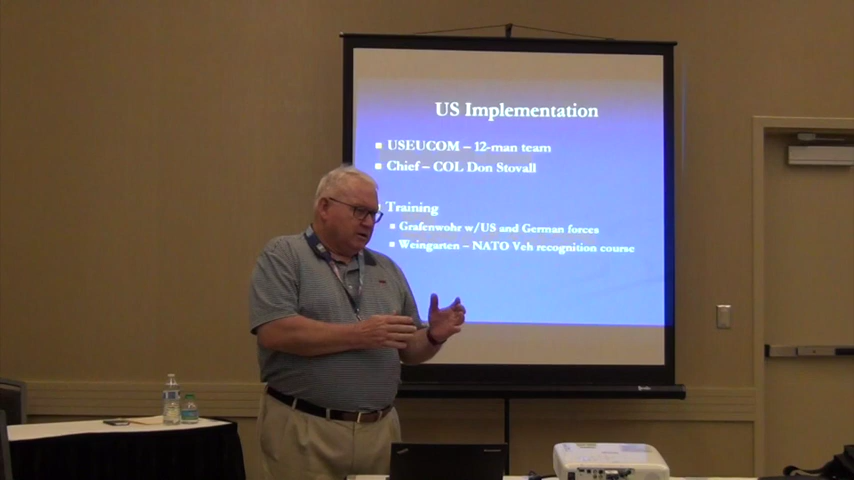 US Implementation
USEUCOM – 12-man team
Chief – COL Don Stovall
Training
Grafenwohr w/US and German forces
Weingarten – NATO Veh recognition course